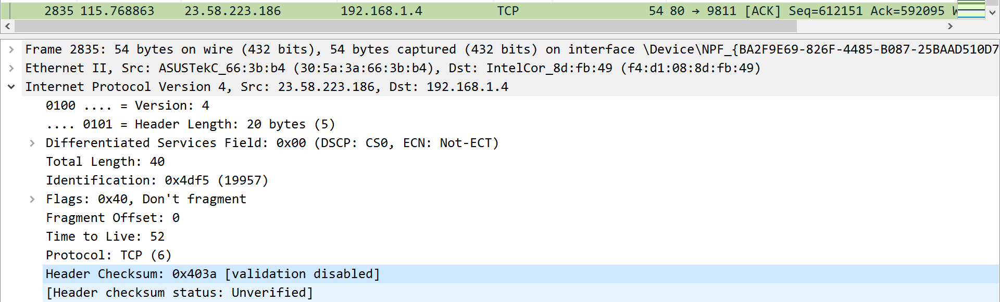 2835 115.768863 23.58.223.186 192.168.1.4 TCP 54 80 → 9811 [ACK] Seq=612151 Ack=592095
Frame 2835: 54 bytes on wire (432 bits), 54 bytes captured (432 bits) on interface \Device\NPF_{BA2F9E69-826F-4485-B087-25BAAD510D7
Ethernet II, Src: ASUSTekC_66:3b:b4 (30:5a:3a:66:3b:b4), Dst: IntelCor_8d:fb:49 (f4:d1:08:8d:fb:49)
Internet Protocol Version 4, Src: 23.58.223.186, Dst: 192.168.1.4
0100 .... = Version: 4
.... 0101 = Header Length: 20 bytes (5)
Differentiated Services Field: 0x00 (DSCP: CS0, ECN: Not-ECT)
Total Length: 40
Identification: 0x4df5 (19957)
Flags: 0x40, Don't fragment
Fragment Offset: 0
Time to Live: 52
Protocol: TCP (6)
Header Checksum: 0x403a [validation disabled]
[Header checksum status: Unverified]